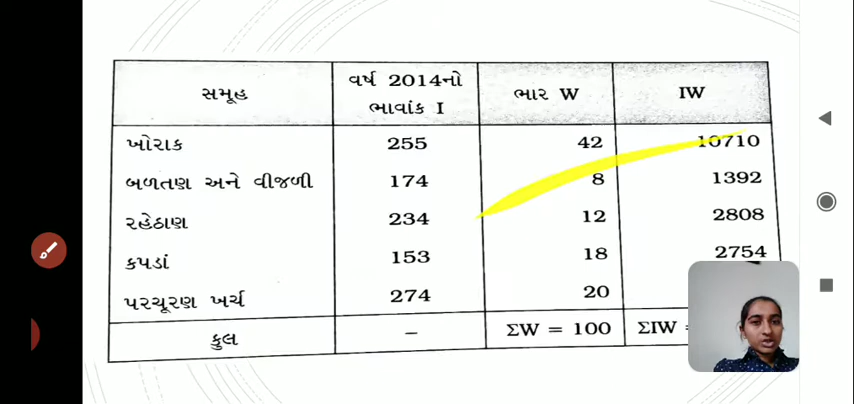 સમૂહ વર્ષ 2014નો ભાવાંક I ભાર W IW
ખોરાક 255 42 10710
બળતણ અને વીજળી 174 8 1392
રહેઠાણ 234 12 2808
કપડાં 153 18 2754
પરચૂરણ ખર્ચ 274 20
કુલ – ΣW = 100 ΣIW =